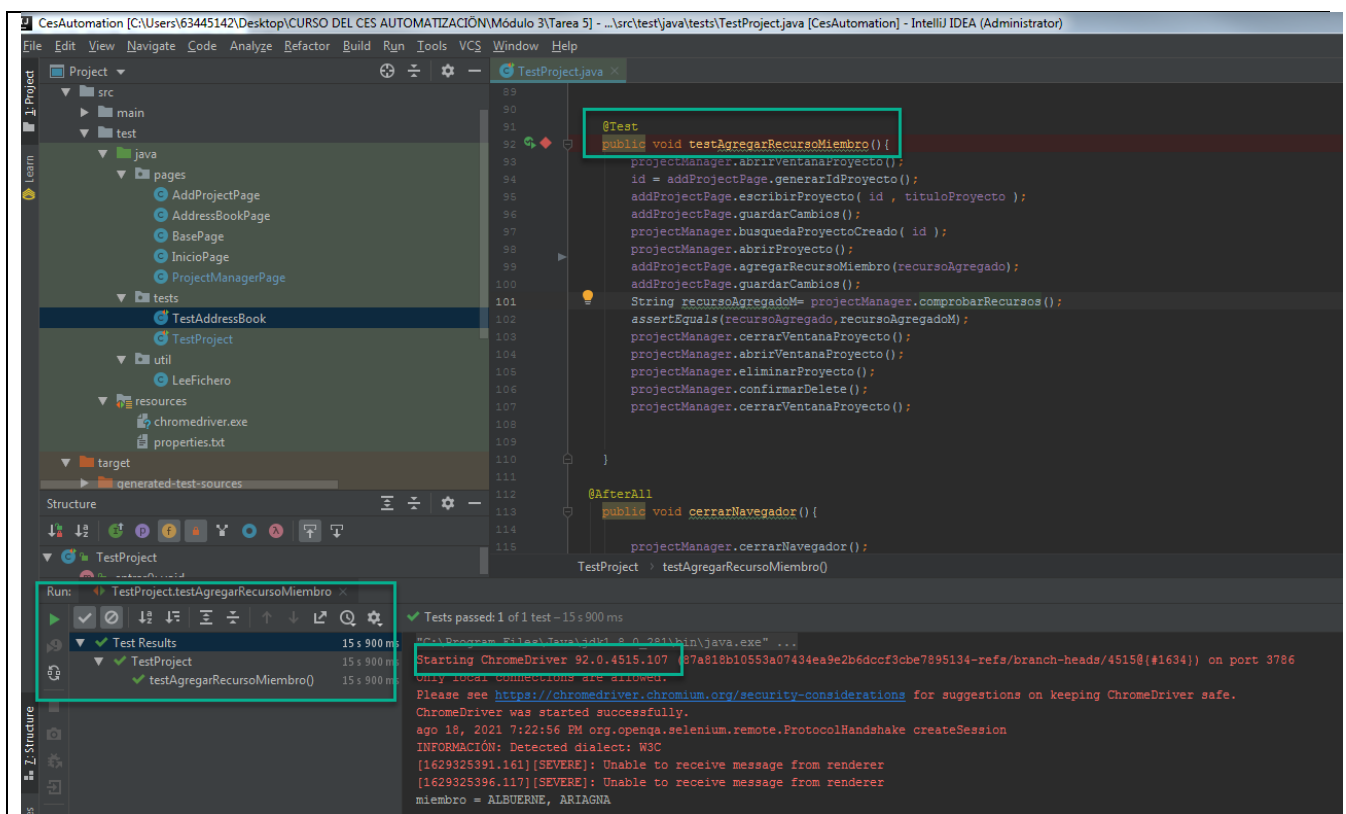 CesAutomation [C:\Users\63445142\Desktop\CURSO DEL CES AUTOMATIZACIÓN\Módulo 3\Tarea 5] - ...\src\test\java\tests\TestProject.java [CesAutomation] - IntelliJ IDEA (Administrator)
File Edit View Navigate Code Analyze Refactor Build Run Tools VCS Window Help
Project
TestProject.java
1: Project
Learn
src
main
test
java
pages
AddProjectPage
AddressBookPage
BasePage
InicioPage
ProjectManagerPage
tests
TestAddressBook
TestProject
util
LeeFichero
resources
chromedriver.exe
properties.txt
target
generated-test-sources
89
90
91 @Test
92 public void testAgregarRecursoMiembro(){
93 projectManager.abrirVentanaProyecto();
94 id = addProjectPage.generarIdProyecto();
95 addProjectPage.escribirProyecto( id , tituloProyecto );
96 addProjectPage.guardarCambios();
97 projectManager.busquedaProyectoCreado( id );
98 projectManager.abrirProyecto();
99 addProjectPage.agregarRecursoMiembro(recursoAgregado);
100 addProjectPage.guardarCambios();
101 String recursoAgregadoM= projectManager.comprobarRecursos();
102 assertEquals(recursoAgregado,recursoAgregadoM);
103 projectManager.cerrarVentanaProyecto();
104 projectManager.abrirVentanaProyecto();
105 projectManager.eliminarProyecto();
106 projectManager.confirmarDelete();
107 projectManager.cerrarVentanaProyecto();
108
109
110 }
111
112 @AfterAll
113 public void cerrarNavegador(){
114
115 projectManager.cerrarNavegador();
TestProject > testAgregarRecursoMiembro()
Structure
TestProject
Z: Structure
Run: TestProject.testAgregarRecursoMiembro
Tests passed: 1 of 1 test – 15 s 900 ms
Test Results 15 s 900 ms
TestProject 15 s 900 ms
testAgregarRecursoMiembro() 15 s 900 ms
"C:\Program Files\Java\jdk1.8.0_281\bin\java.exe" ...
Starting ChromeDriver 92.0.4515.107 (87a818b10553a07434ea9e2b6dccf3cbe7895134-refs/branch-heads/4515@{#1634}) on port 3786
Only local connections are allowed.
Please see https://chromedriver.chromium.org/security-considerations for suggestions on keeping ChromeDriver safe.
ChromeDriver was started successfully.
ago 18, 2021 7:22:56 PM org.openqa.selenium.remote.ProtocolHandshake createSession
INFORMACIÓN: Detected dialect: W3C
[1629325391.161][SEVERE]: Unable to receive message from renderer
[1629325396.117][SEVERE]: Unable to receive message from renderer
miembro = ALBUERNE, ARIAGNA